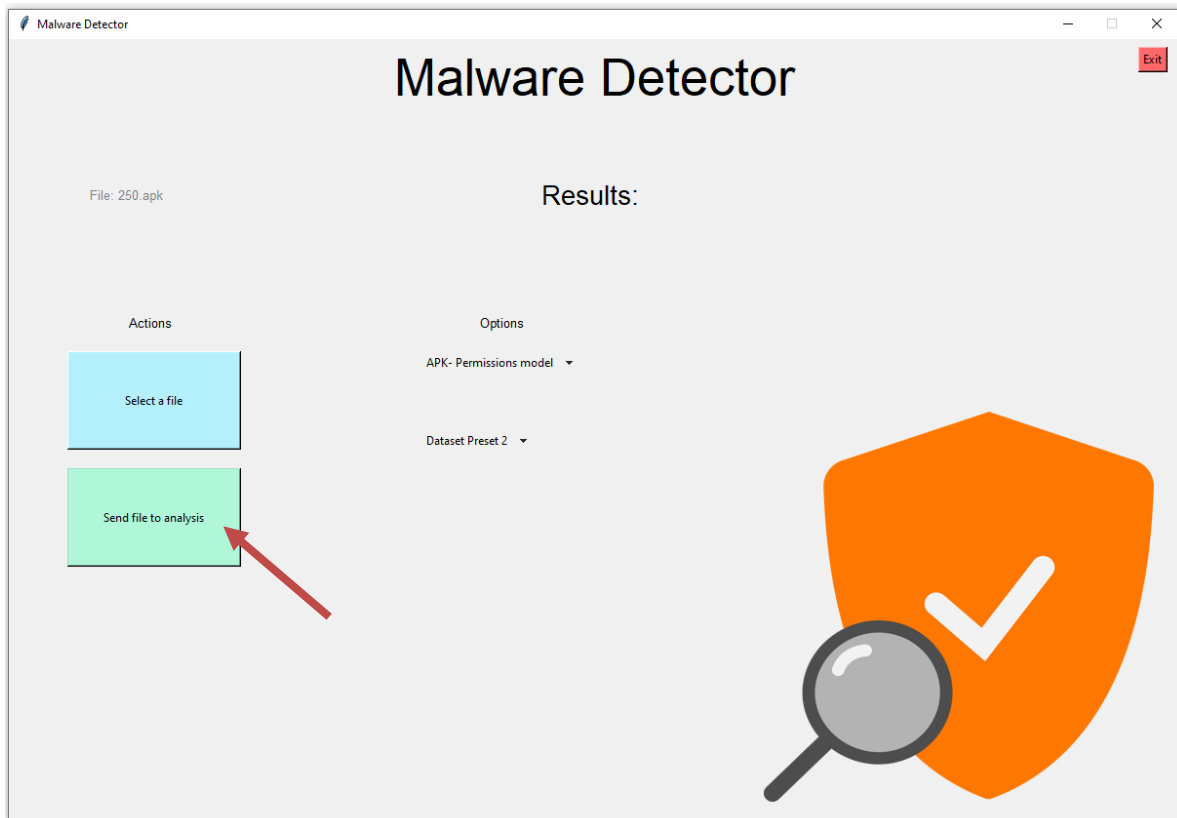 Malware Detector
Malware Detector
Exit
File: 250.apk
Results:
Actions
Options
Select a file
APK- Permissions model
Dataset Preset 2
Send file to analysis